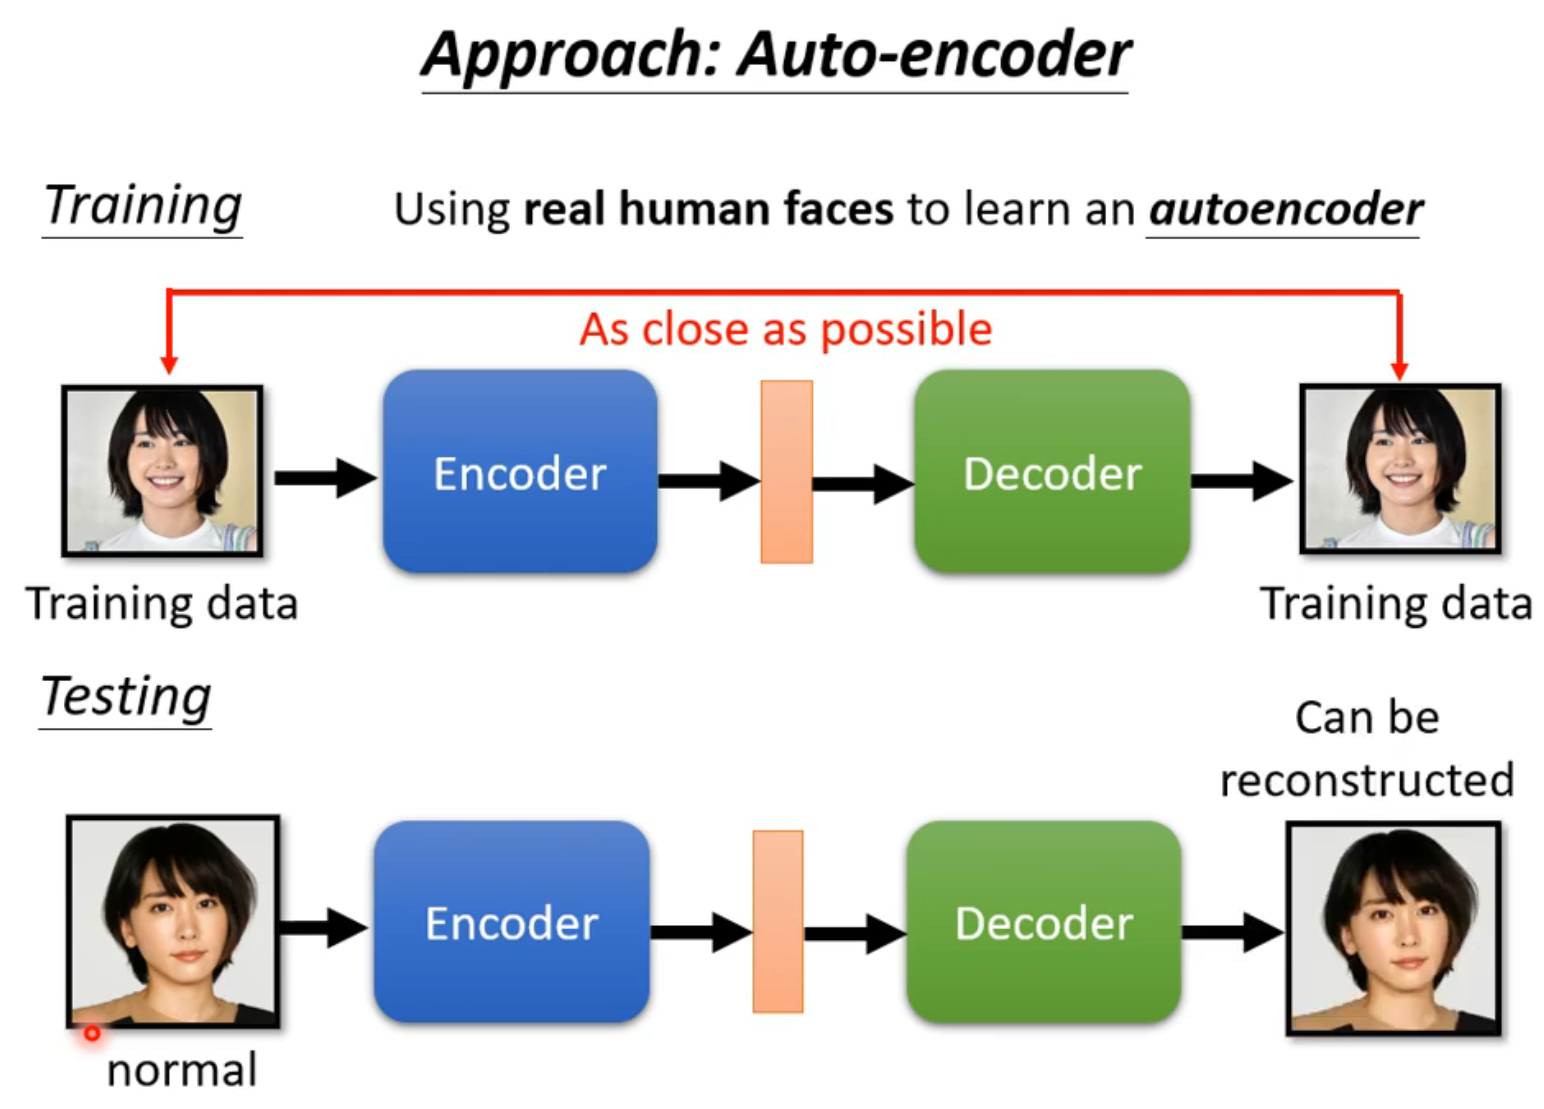 Approach: Auto-encoder
Training
Using real human faces to learn an autoencoder
As close as possible
Encoder
Decoder
Training data
Training data
Testing
Can be
reconstructed
Encoder
Decoder
normal